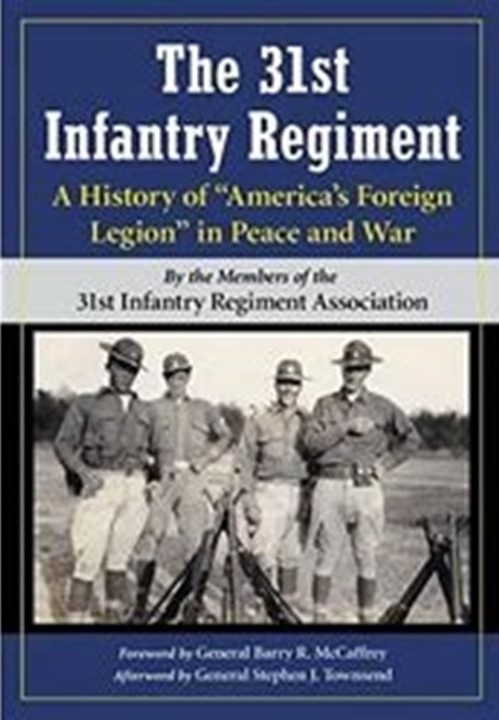 The 31st
Infantry Regiment
A History of “America’s Foreign
Legion” in Peace and War
By the Members of the
31st Infantry Regiment Association
Foreword by General Barry R. McCaffrey
Afterword by General Stephen J. Townsend